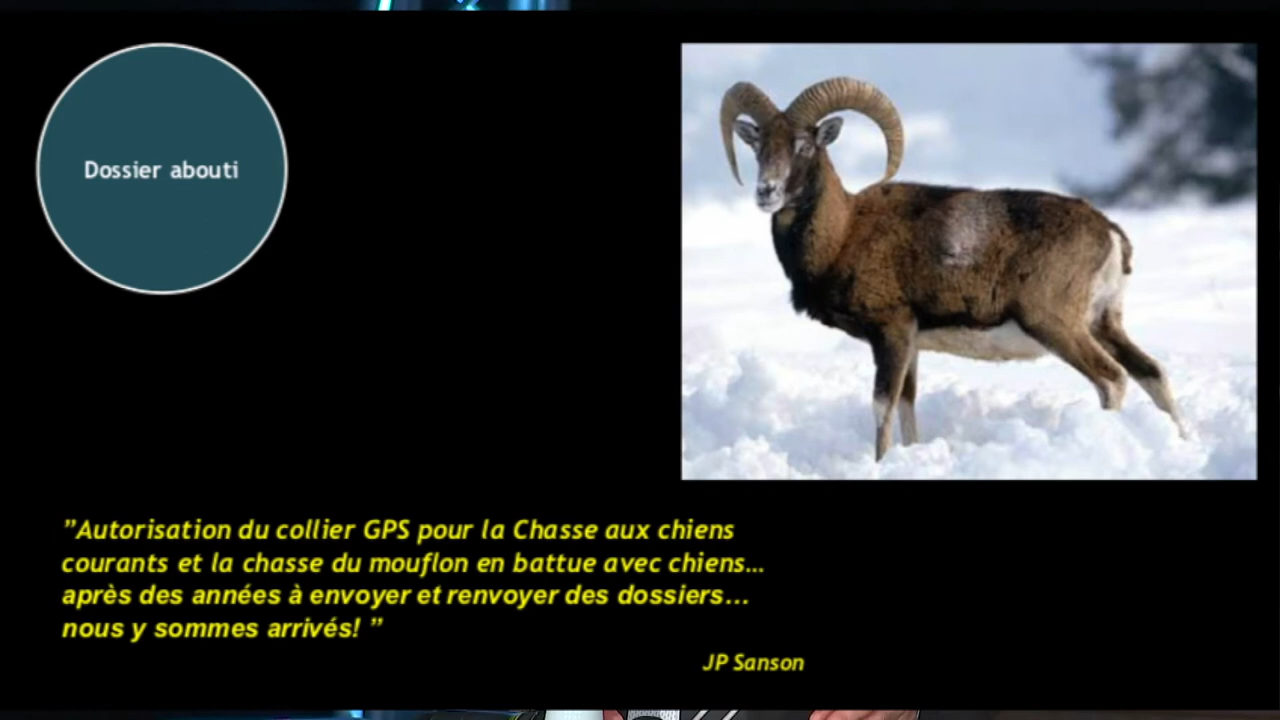 Dossier abouti
”Autorisation du collier GPS pour la Chasse aux chiens
courants et la chasse du mouflon en battue avec chiens...
après des années à envoyer et renvoyer des dossiers...
nous y sommes arrivés! ”
JP Sanson